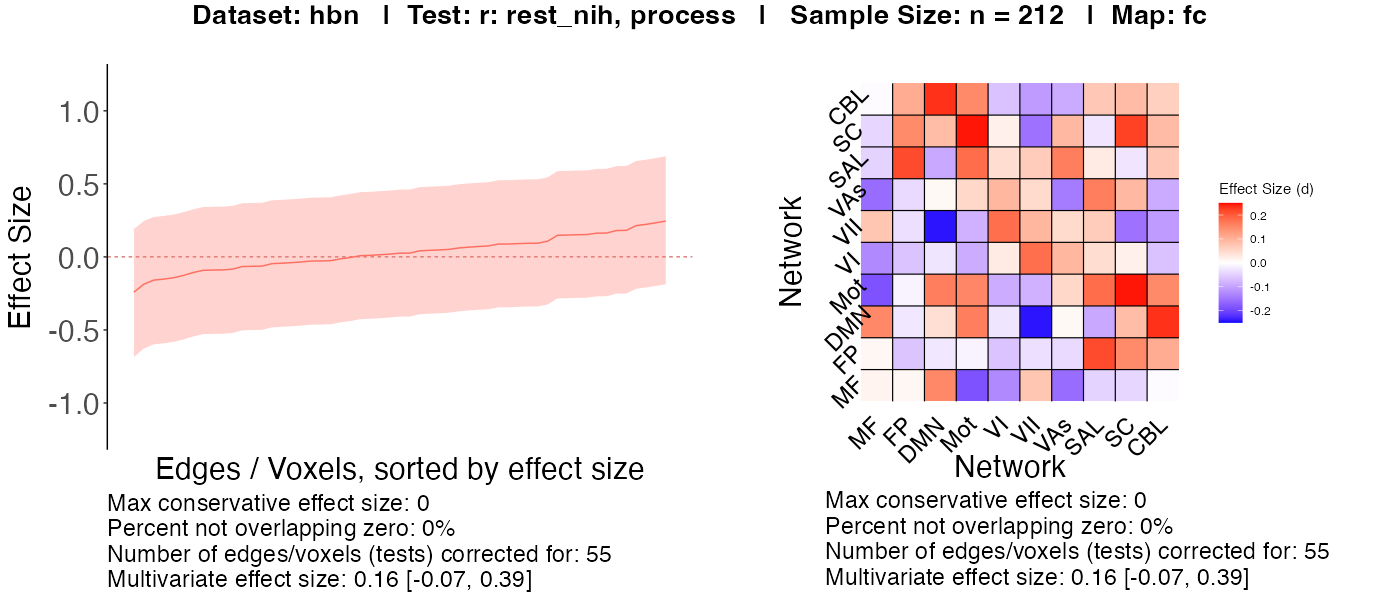 Dataset: hbn | Test: r: rest_nih, process | Sample Size: n = 212 | Map: fc
Effect Size
1.0
0.5
0.0
-0.5
-1.0
Edges / Voxels, sorted by effect size
Max conservative effect size: 0
Percent not overlapping zero: 0%
Number of edges/voxels (tests) corrected for: 55
Multivariate effect size: 0.16 [-0.07, 0.39]
Network
CBL
SC
SAL
VAs
VII
VI
Mot
DMN
FP
MF
MF FP DMN Mot VI VII VAs SAL SC CBL
Network
Effect Size (d)
0.2
0.1
0.0
-0.1
-0.2
Max conservative effect size: 0
Percent not overlapping zero: 0%
Number of edges/voxels (tests) corrected for: 55
Multivariate effect size: 0.16 [-0.07, 0.39]